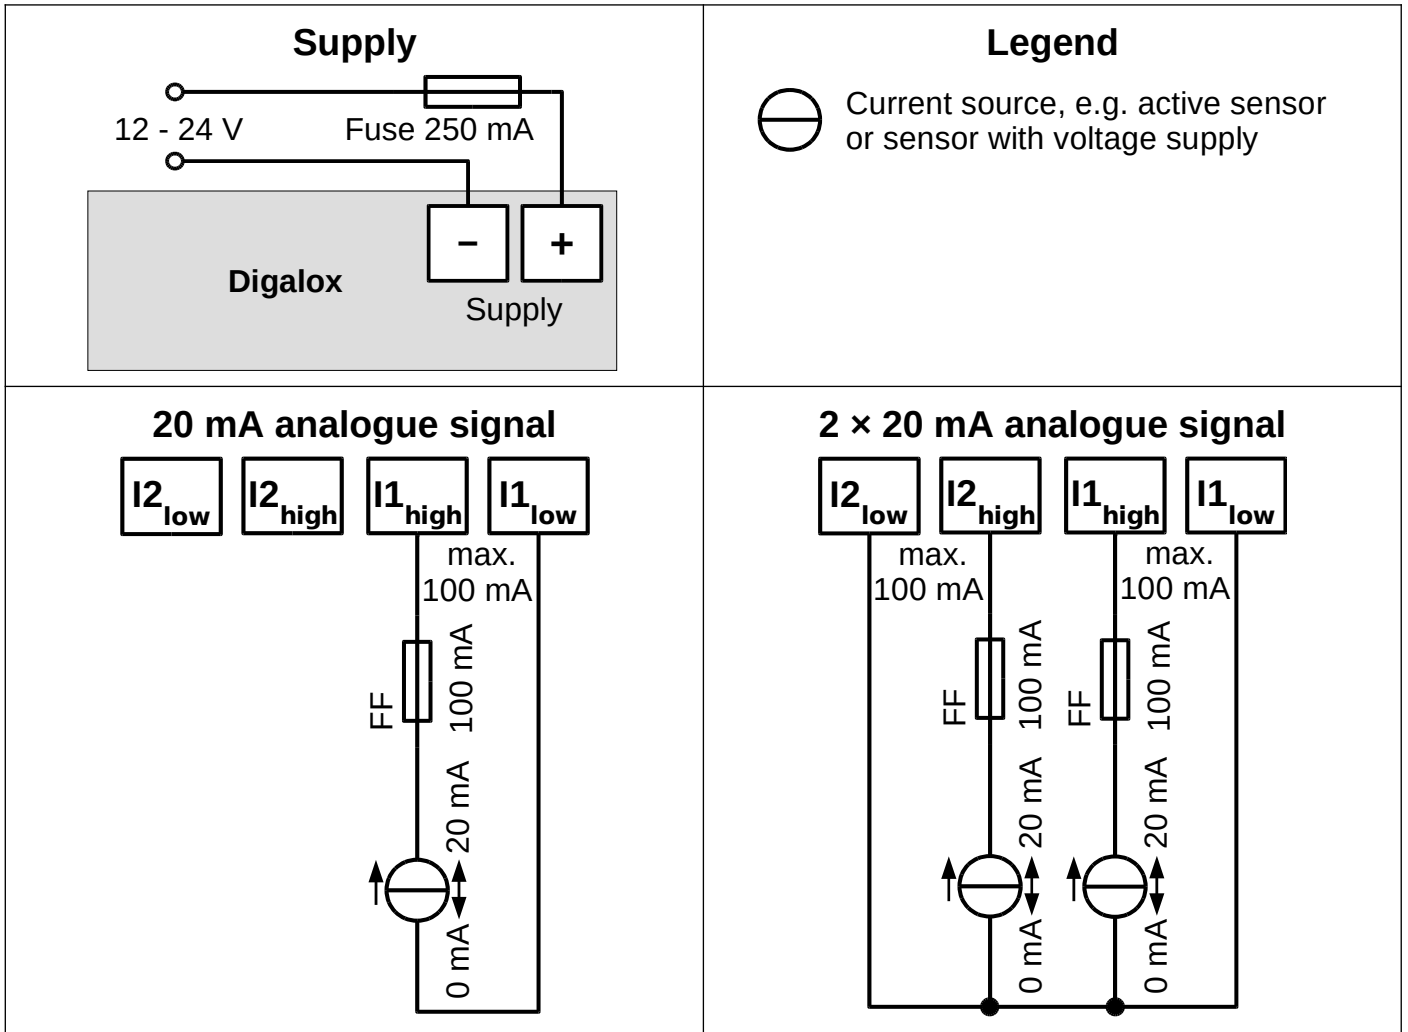 Supply
12 - 24 V
Fuse 250 mA
− +
Digalox
Supply
Legend
Current source, e.g. active sensor
or sensor with voltage supply
20 mA analogue signal
I2low I2high I1high I1low
max.
100 mA
FF
100 mA
20 mA
0 mA
2 × 20 mA analogue signal
I2low I2high I1high I1low
max.
100 mA
max.
100 mA
FF
100 mA
FF
100 mA
20 mA
20 mA
0 mA
0 mA